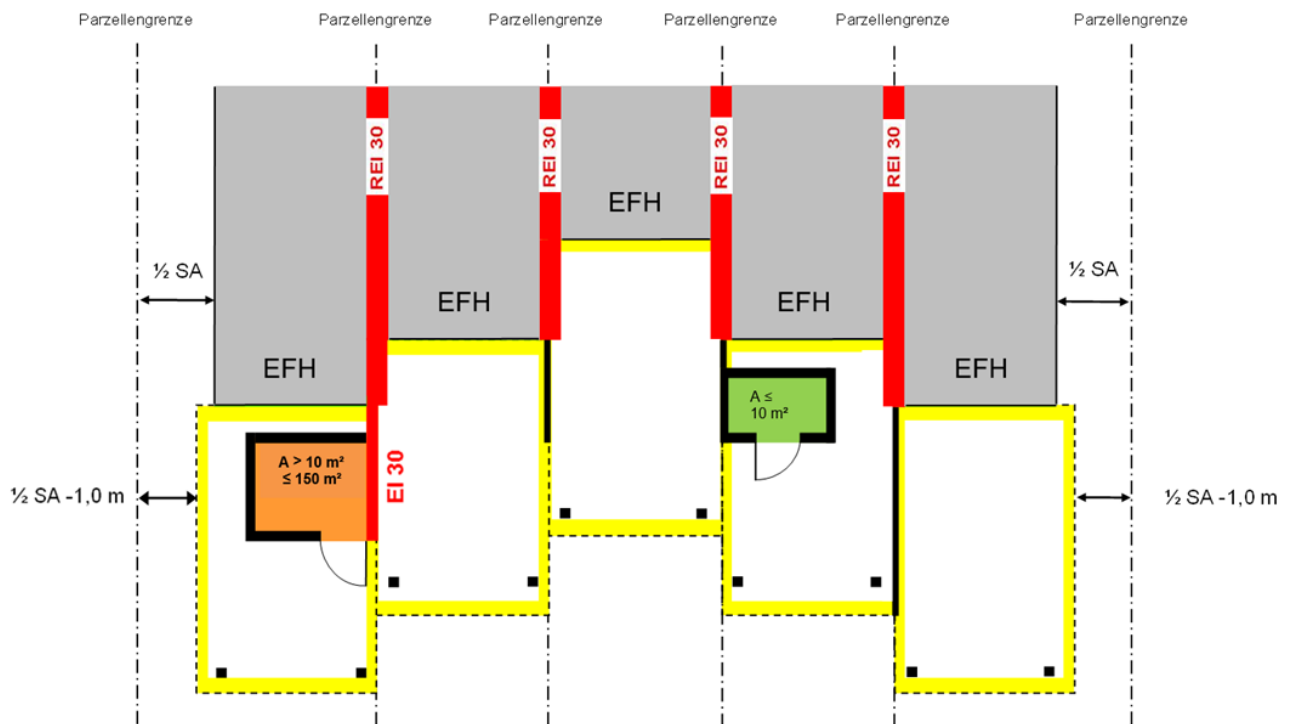 Parzellengrenze
Parzellengrenze
Parzellengrenze
Parzellengrenze
Parzellengrenze
Parzellengrenze
REI 30
REI 30
REI 30
REI 30
EFH
½ SA
½ SA
EFH
EFH
EFH
EFH
A ≤
10 m²
A > 10 m²
≤ 150 m²
EI 30
½ SA -1,0 m
½ SA -1,0 m